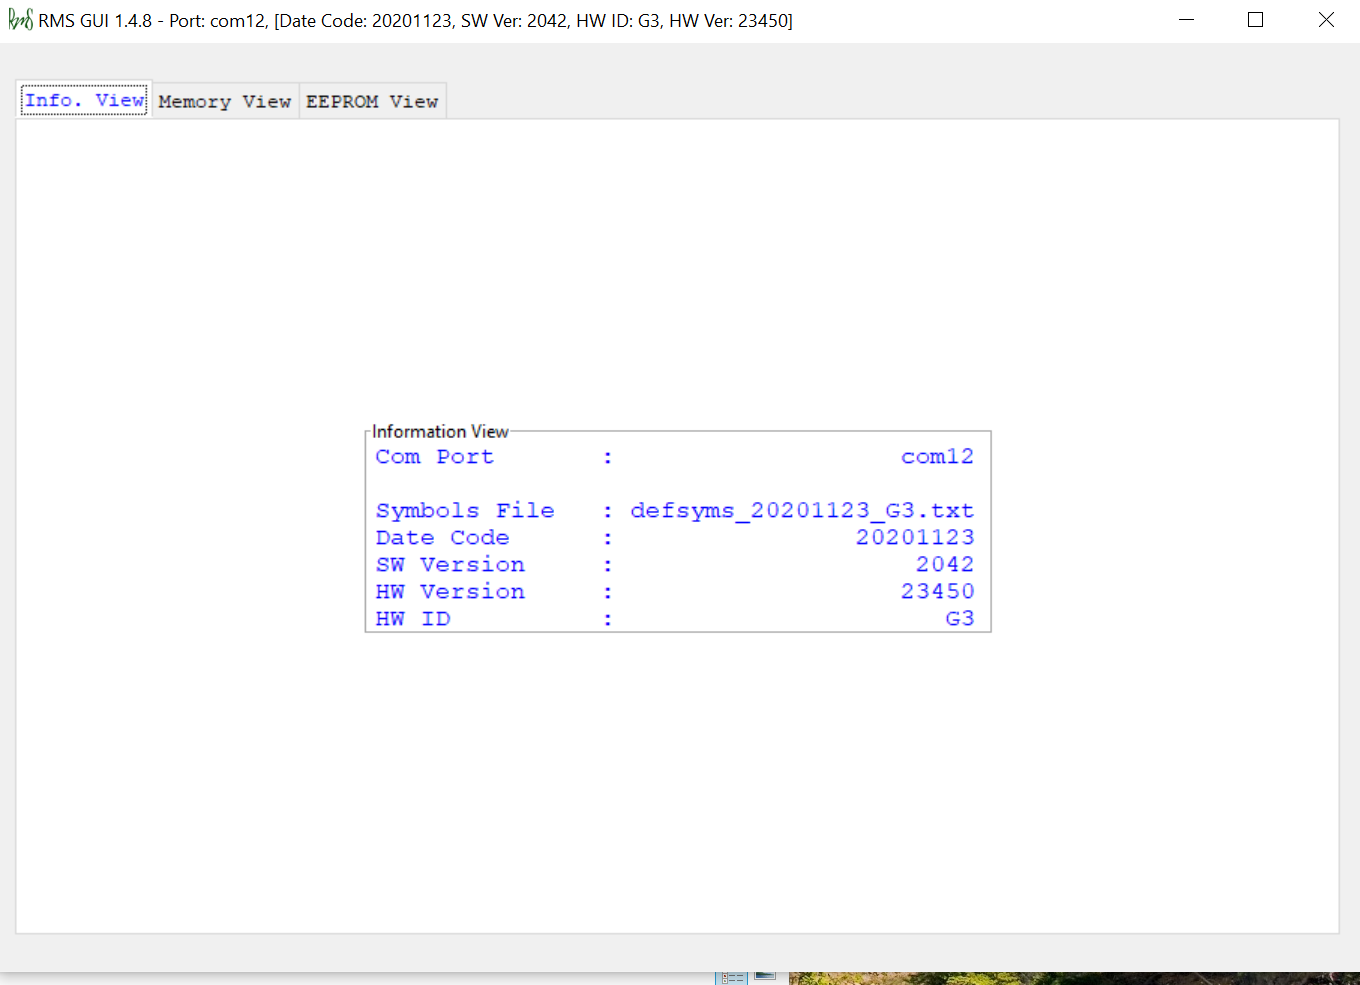 RMS RMS GUI 1.4.8 - Port: com12, [Date Code: 20201123, SW Ver: 2042, HW ID: G3, HW Ver: 23450]
Info. View Memory View EEPROM View
Information View
Com Port : com12
Symbols File : defsyms_20201123_G3.txt
Date Code : 20201123
SW Version : 2042
HW Version : 23450
HW ID : G3